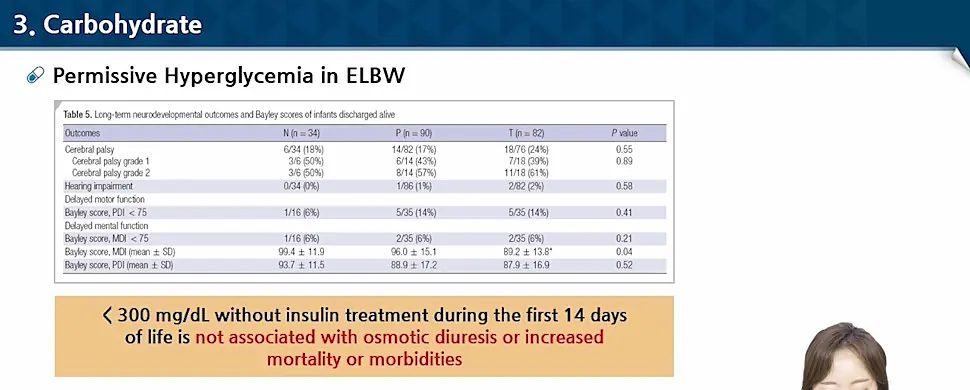 3. Carbohydrate
Permissive Hyperglycemia in ELBW
Table 5. Long-term neurodevelopmental outcomes and Bayley scores of infants discharged alive
Outcomes N (n = 34) P (n = 90) T (n = 82) P value
Cerebral palsy 6/34 (18%) 14/82 (17%) 18/76 (24%) 0.55
Cerebral palsy grade 1 3/6 (50%) 6/14 (43%) 7/18 (39%) 0.89
Cerebral palsy grade 2 3/6 (50%) 8/14 (57%) 11/18 (61%)
Hearing impairment 0/34 (0%) 1/86 (1%) 2/82 (2%) 0.58
Delayed motor function
Bayley score, PDI < 75 1/16 (6%) 5/35 (14%) 5/35 (14%) 0.41
Delayed mental function
Bayley score, MDI < 75 1/16 (6%) 2/35 (6%) 2/35 (6%) 0.21
Bayley score, MDI (mean ± SD) 99.4 ± 11.9 96.0 ± 15.1 89.2 ± 13.8* 0.04
Bayley score, PDI (mean ± SD) 93.7 ± 11.5 88.9 ± 17.2 87.9 ± 16.9 0.52
< 300 mg/dL without insulin treatment during the first 14 days
of life is not associated with osmotic diuresis or increased
mortality or morbidities